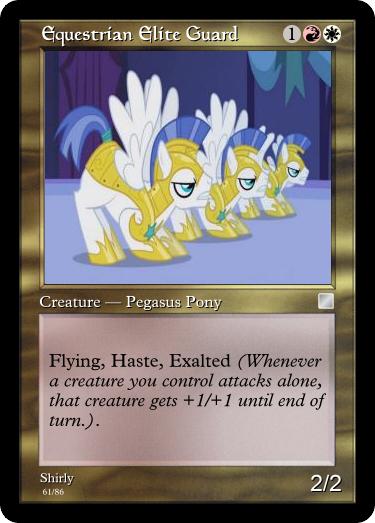 Equestrian Elite Guard 1
Creature — Pegasus Pony
Flying, Haste, Exalted (Whenever
a creature you control attacks alone,
that creature gets +1/+1 until end of
turn.).
Shirly
61/86
2/2